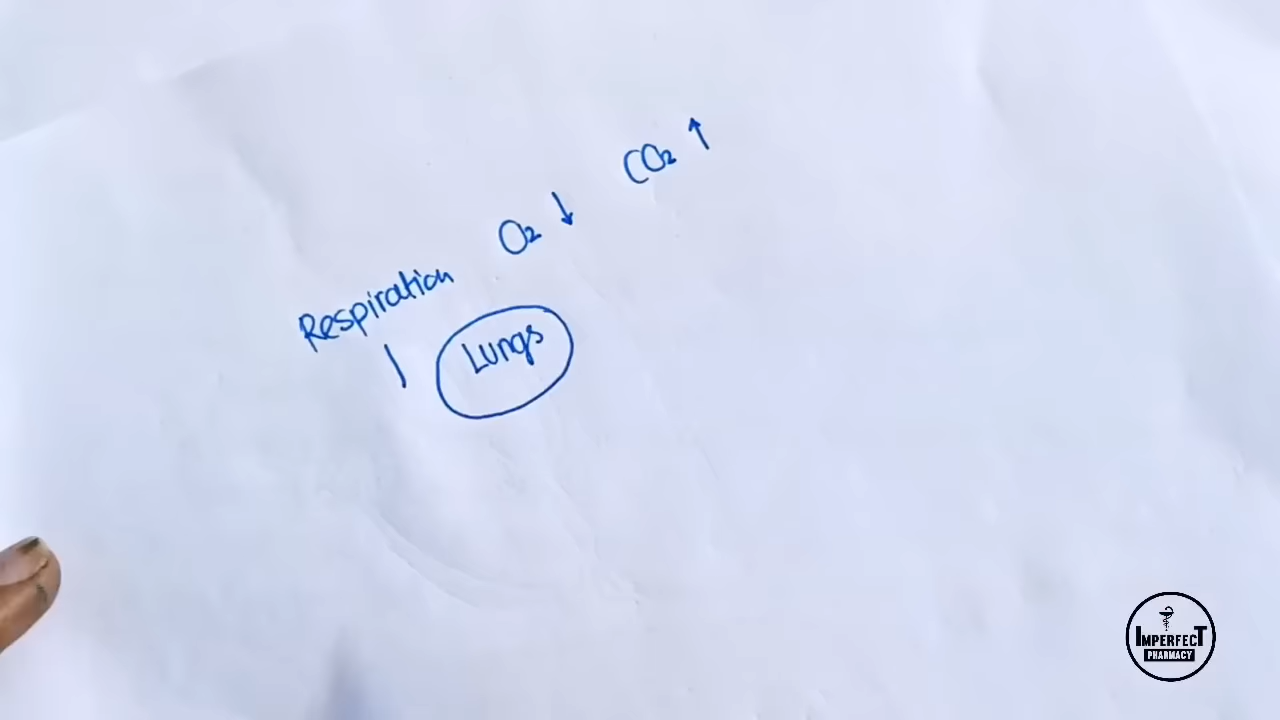 CO₂ ↑
O₂ ↓
Respiration
Lungs
IMPERFECT
PHARMACY